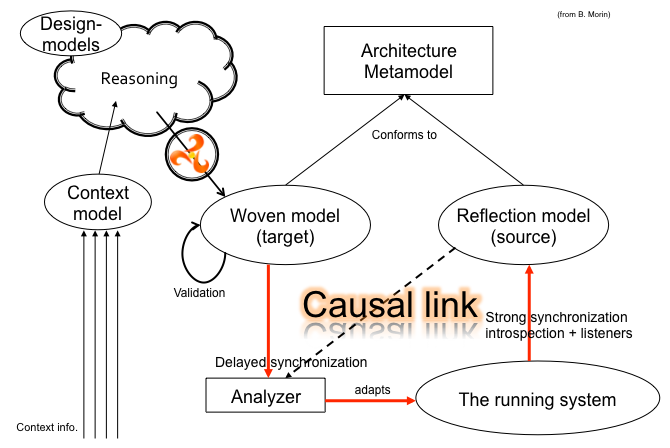 (from B. Morin)
Design-
models
Reasoning
Architecture
Metamodel
Conforms to
Context
model
Woven model
(target)
Reflection model
(source)
Validation
Causal link
Strong synchronization
introspection + listeners
Delayed synchronization
Analyzer
adapts
The running system
Context info.